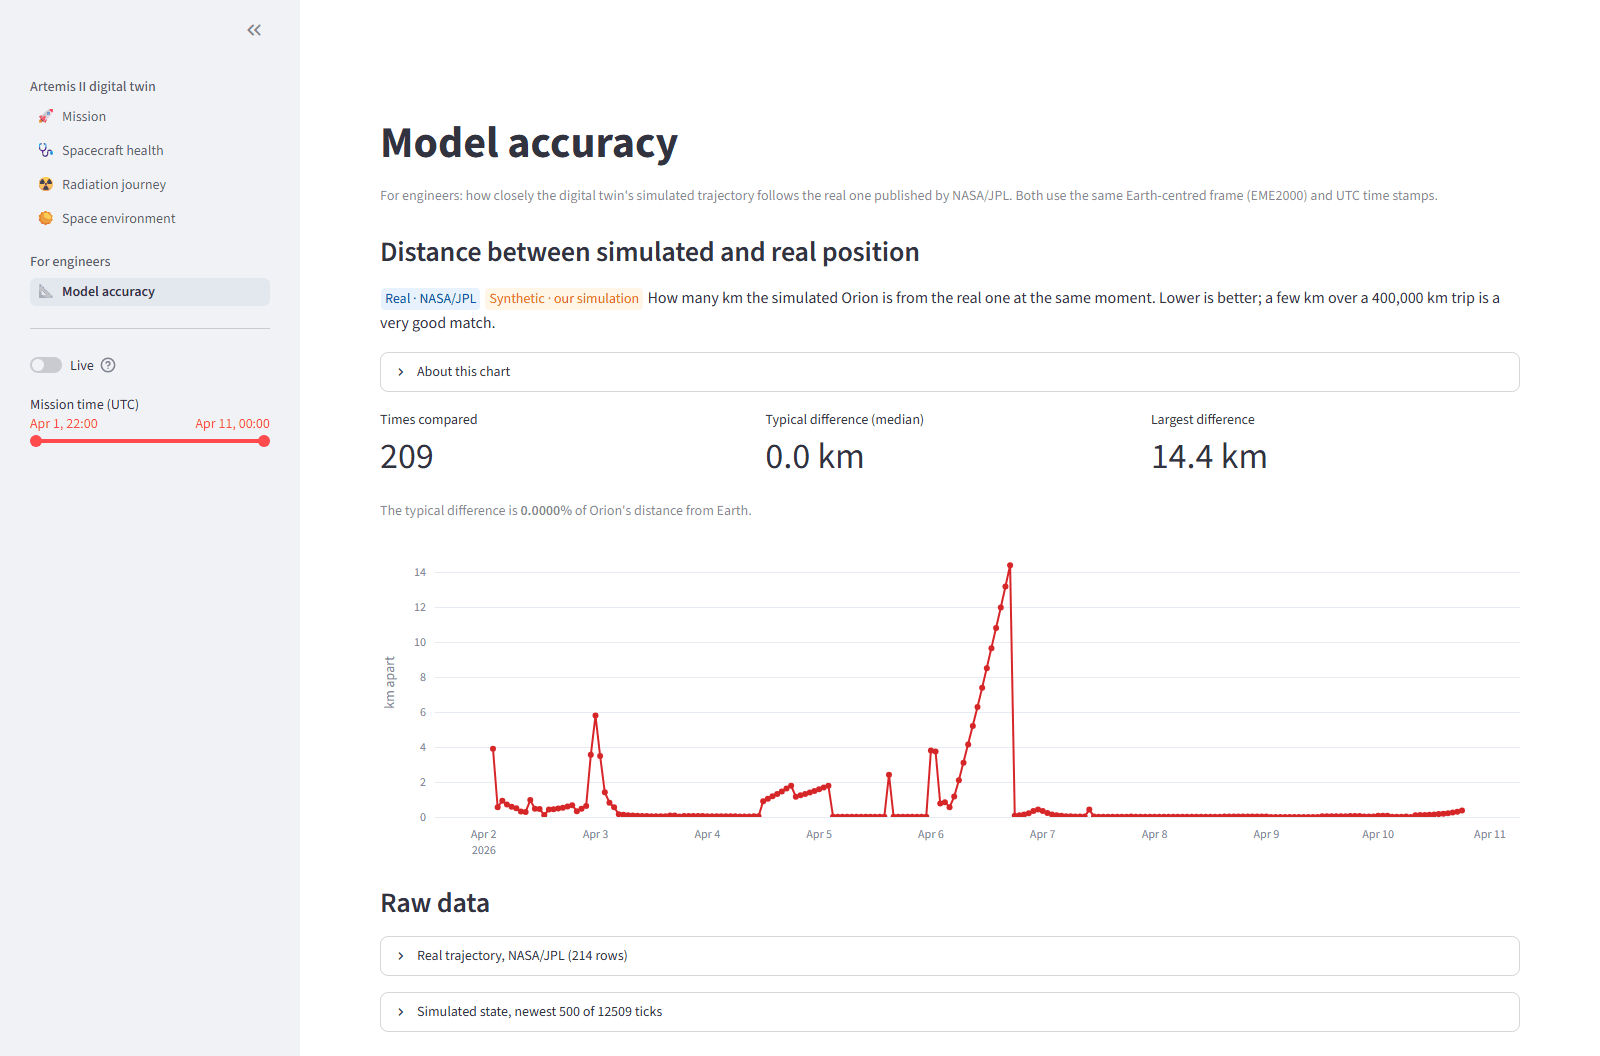 Artemis II digital twin
Mission
Spacecraft health
Radiation journey
Space environment
For engineers
Model accuracy
Live
Mission time (UTC)
Apr 1, 22:00 Apr 11, 00:00
Model accuracy
For engineers: how closely the digital twin's simulated trajectory follows the real one published by NASA/JPL. Both use the same Earth-centred frame (EME2000) and UTC time stamps.
Distance between simulated and real position
Real · NASA/JPL Synthetic · our simulation How many km the simulated Orion is from the real one at the same moment. Lower is better; a few km over a 400,000 km trip is a
very good match.
About this chart
Times compared Typical difference (median) Largest difference
209 0.0 km 14.4 km
The typical difference is 0.0000% of Orion's distance from Earth.
14
12
10
8
6
4
2
0
km apart
Apr 2 Apr 3 Apr 4 Apr 5 Apr 6 Apr 7 Apr 8 Apr 9 Apr 10 Apr 11
2026
Raw data
Real trajectory, NASA/JPL (214 rows)
Simulated state, newest 500 of 12509 ticks